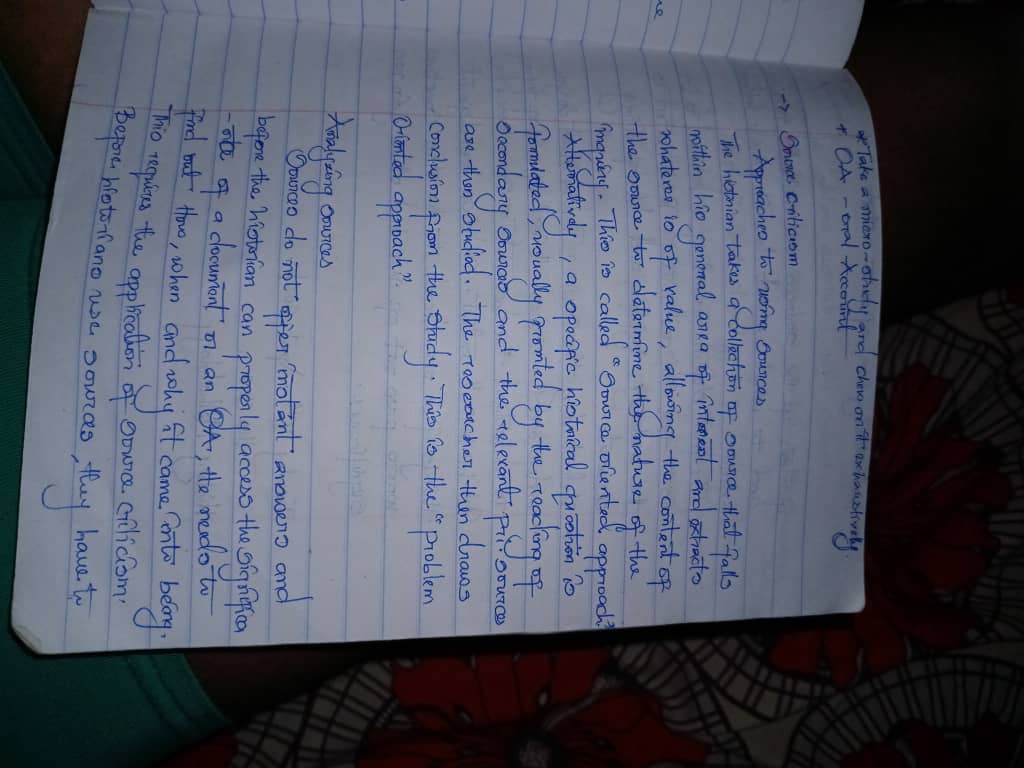 * Take a micro-study and chew on it exhaustively.
* OA - oral Account
-> Source criticism
Approaches to using sources
The historian takes a collection of source that falls
within his general area of interest and extracts
whatever is of value, allowing the content of
the source to determine the nature of the
inquiry. This is called "Source oriented approach".
Alternatively, a specific historical question is
formulated, usually promted by the reading of
secondary sources and the relevant pri. sources
are then studied. The researcher then draws
conclusion from the study. This is the "problem
Oriented approach".
Analyzing sources
Sources do not offer instant answers and
before the historian can properly access the significa
-nce of a document or an OA, He needs to
find out How, when and why it came into being.
This requires the application of source criticism.
Before historians use sources, they have to